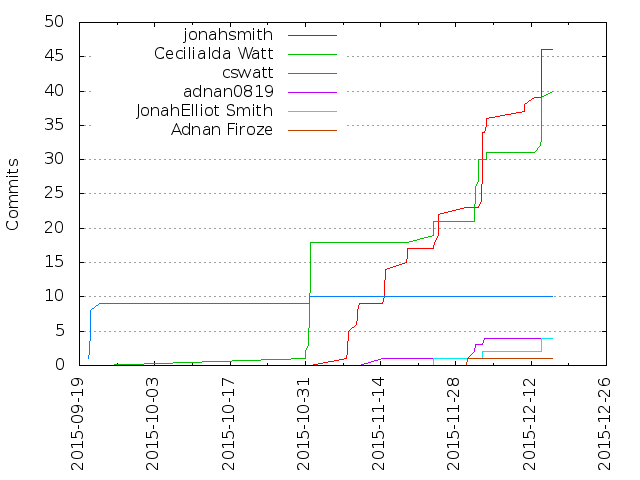 50
45
40
35
30
25
20
15
10
5
0
Commits
jonahsmith
Cecilialda Watt
cswatt
adnan0819
JonahElliot Smith
Adnan Firoze
2015-09-19
2015-10-03
2015-10-17
2015-10-31
2015-11-14
2015-11-28
2015-12-12
2015-12-26